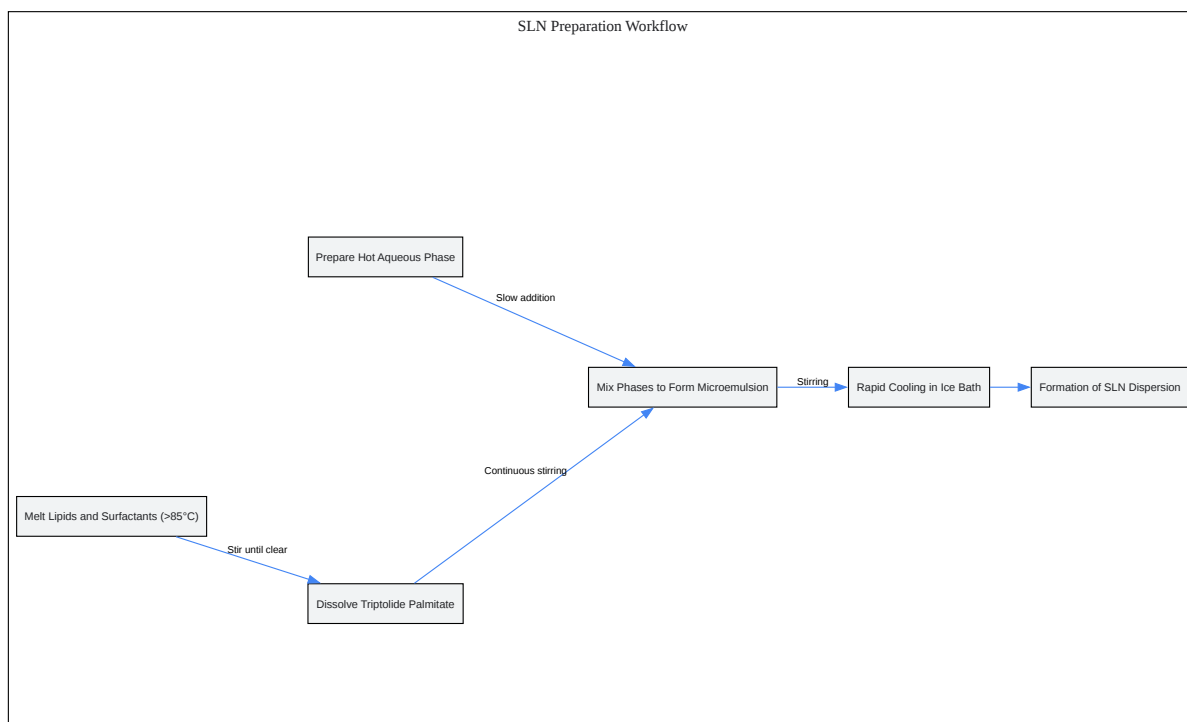 SLN Preparation Workflow
Prepare Hot Aqueous Phase
Slow addition
Mix Phases to Form Microemulsion
Stirring
Rapid Cooling in Ice Bath
Formation of SLN Dispersion
Continuous stirring
Melt Lipids and Surfactants (>85°C)
Stir until clear
Dissolve Triptolide Palmitate